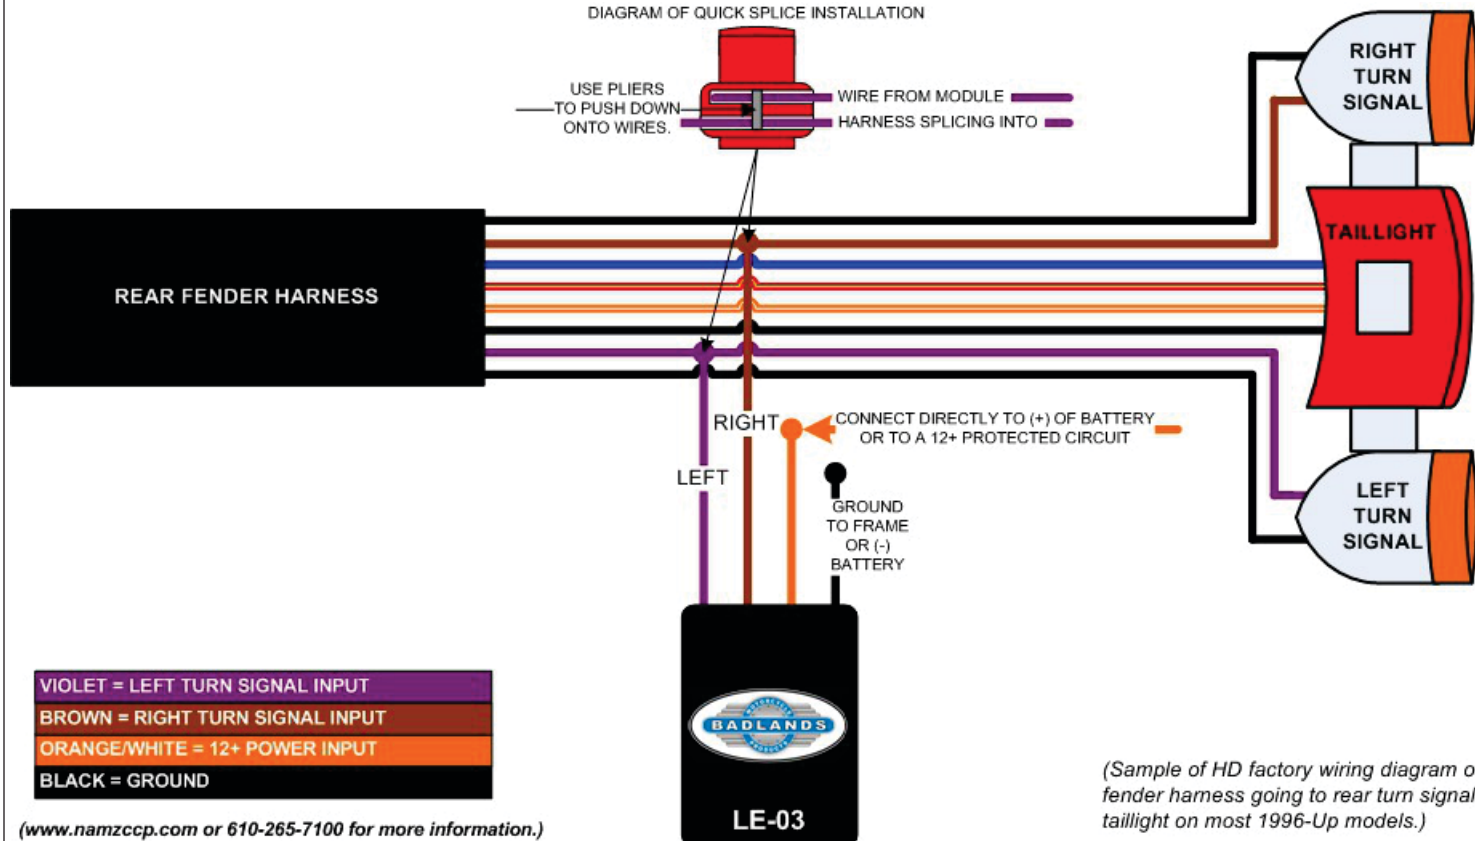 DIAGRAM OF QUICK SPLICE INSTALLATION
USE PLIERS
TO PUSH DOWN
ONTO WIRES.
WIRE FROM MODULE
HARNESS SPLICING INTO
RIGHT
TURN
SIGNAL
TAILLIGHT
REAR FENDER HARNESS
RIGHT
CONNECT DIRECTLY TO (+) OF BATTERY
OR TO A 12+ PROTECTED CIRCUIT
LEFT
GROUND
TO FRAME
OR (-)
BATTERY
LEFT
TURN
SIGNAL
VIOLET = LEFT TURN SIGNAL INPUT
BROWN = RIGHT TURN SIGNAL INPUT
ORANGE/WHITE = 12+ POWER INPUT
BLACK = GROUND
(www.namzccp.com or 610-265-7100 for more information.)
MOTORCYCLE
BADLANDS
PRODUCTS
LE-03
(Sample of HD factory wiring diagram o
fender harness going to rear turn signal
taillight on most 1996-Up models.)